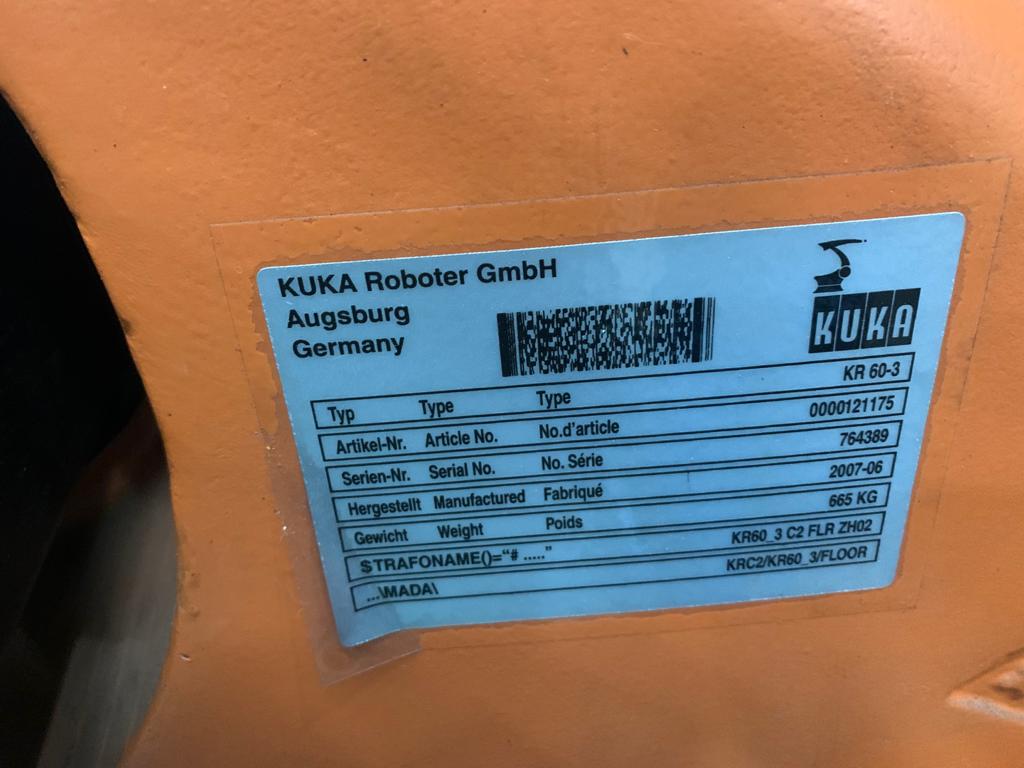 KUKA Roboter GmbH
Augsburg
Germany
KUKA
Typ Type Type KR 60-3
Artikel-Nr. Article No. No.d'article 0000121175
Serien-Nr. Serial No. No. Série 764389
Hergestellt Manufactured Fabriqué 2007-06
Gewicht Weight Poids 665 KG
$TRAFONAME()="# ....." KR60_3 C2 FLR ZH02
...\MADA\ KRC2/KR60_3/FLOOR